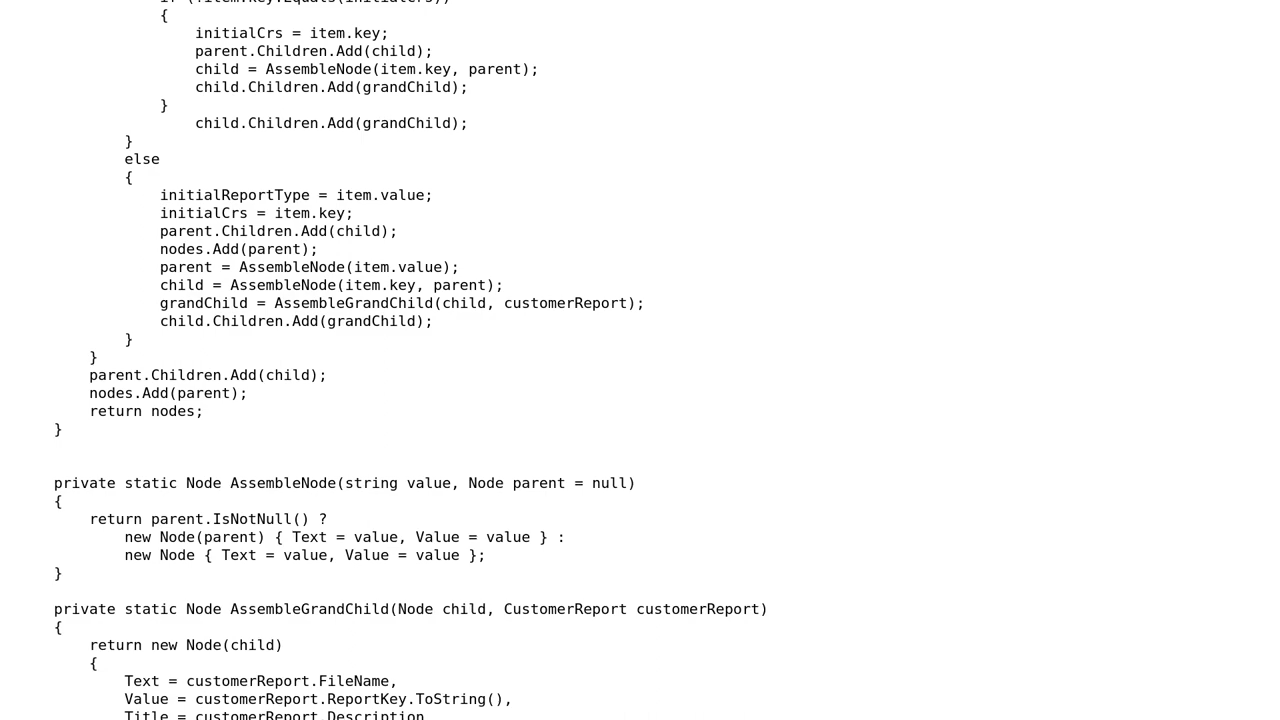 {
initialCrs = item.key;
parent.Children.Add(child);
child = AssembleNode(item.key, parent);
child.Children.Add(grandChild);
}
child.Children.Add(grandChild);
}
else
{
initialReportType = item.value;
initialCrs = item.key;
parent.Children.Add(child);
nodes.Add(parent);
parent = AssembleNode(item.value);
child = AssembleNode(item.key, parent);
grandChild = AssembleGrandChild(child, customerReport);
child.Children.Add(grandChild);
}
}
parent.Children.Add(child);
nodes.Add(parent);
return nodes;
}
private static Node AssembleNode(string value, Node parent = null)
{
return parent.IsNotNull() ?
new Node(parent) { Text = value, Value = value } :
new Node { Text = value, Value = value };
}
private static Node AssembleGrandChild(Node child, CustomerReport customerReport)
{
return new Node(child)
{
Text = customerReport.FileName,
Value = customerReport.ReportKey.ToString(),
Title = customerReport.Description